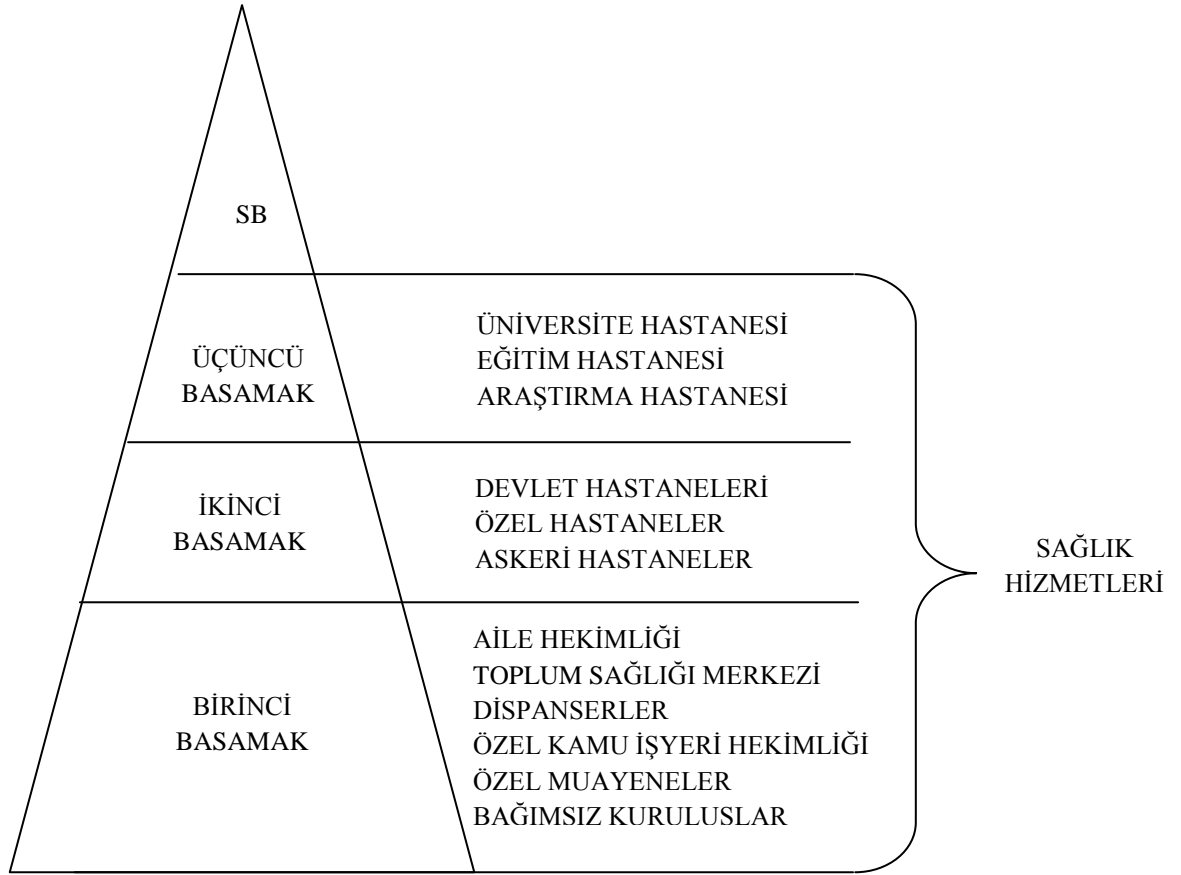 SB
ÜÇÜNCÜ
BASAMAK
ÜNİVERSİTE HASTANESİ
EĞİTİM HASTANESİ
ARAŞTIRMA HASTANESİ
İKİNCİ
BASAMAK
DEVLET HASTANELERİ
ÖZEL HASTANELER
ASKERİ HASTANELER
BİRİNCİ
BASAMAK
AİLE HEKİMLİĞİ
TOPLUM SAĞLIĞI MERKEZİ
DİSPANSERLER
ÖZEL KAMU İŞYERİ HEKİMLİĞİ
ÖZEL MUAYENELER
BAĞIMSIZ KURULUSLAR
SAĞLIK
HİZMETLERİ